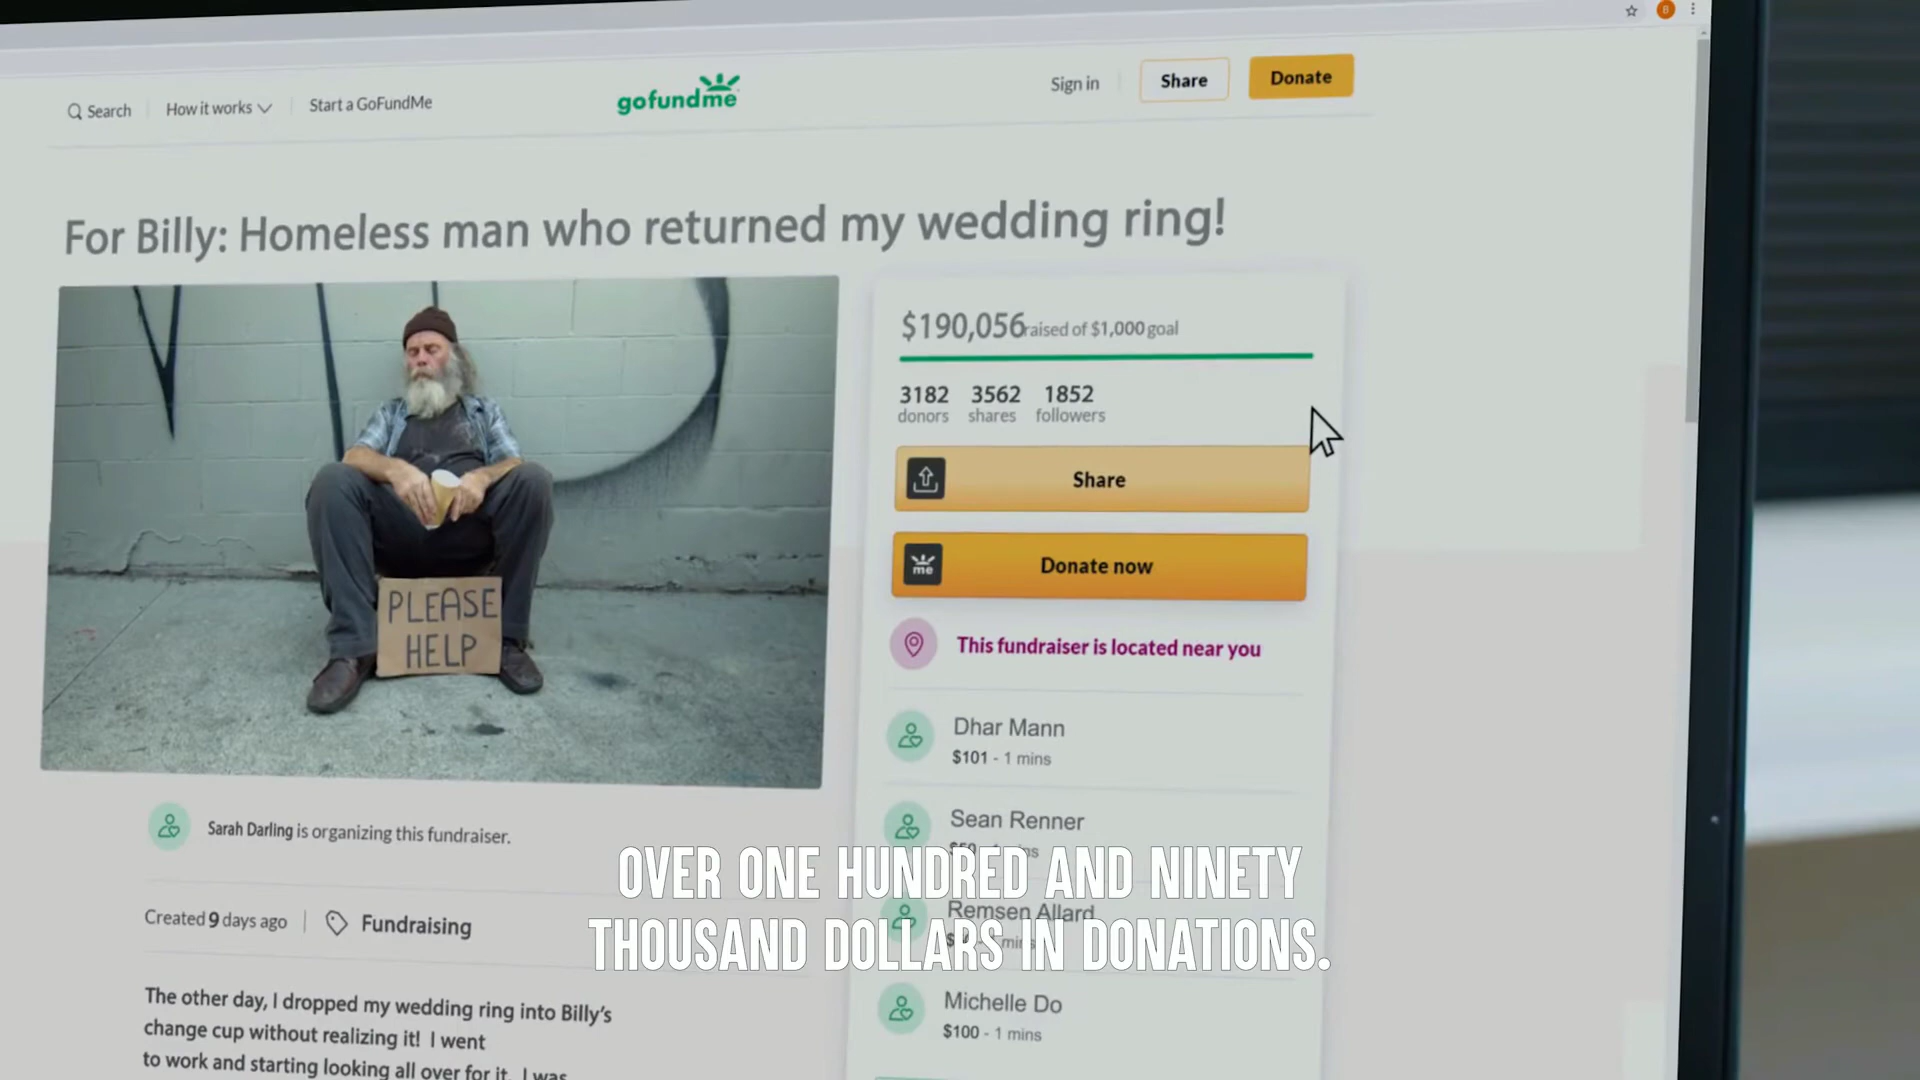 B
Search
How it works
Start a GoFundMe
gofundme
Sign in
Share
Donate
For Billy: Homeless man who returned my wedding ring!
PLEASE
HELP
$190,056 raised of $1,000 goal
3182 3562 1852
donors shares followers
Share
me
Donate now
This fundraiser is located near you
Dhar Mann
$101 - 1 mins
Sean Renner
Remsen Allard
Michelle Do
$100 - 1 mins
Sarah Darling is organizing this fundraiser.
Created 9 days ago
Fundraising
The other day, I dropped my wedding ring into Billy's
change cup without realizing it! I went
to work and starting looking all over for it. I was
OVER ONE HUNDRED AND NINETY
THOUSAND DOLLARS IN DONATIONS.